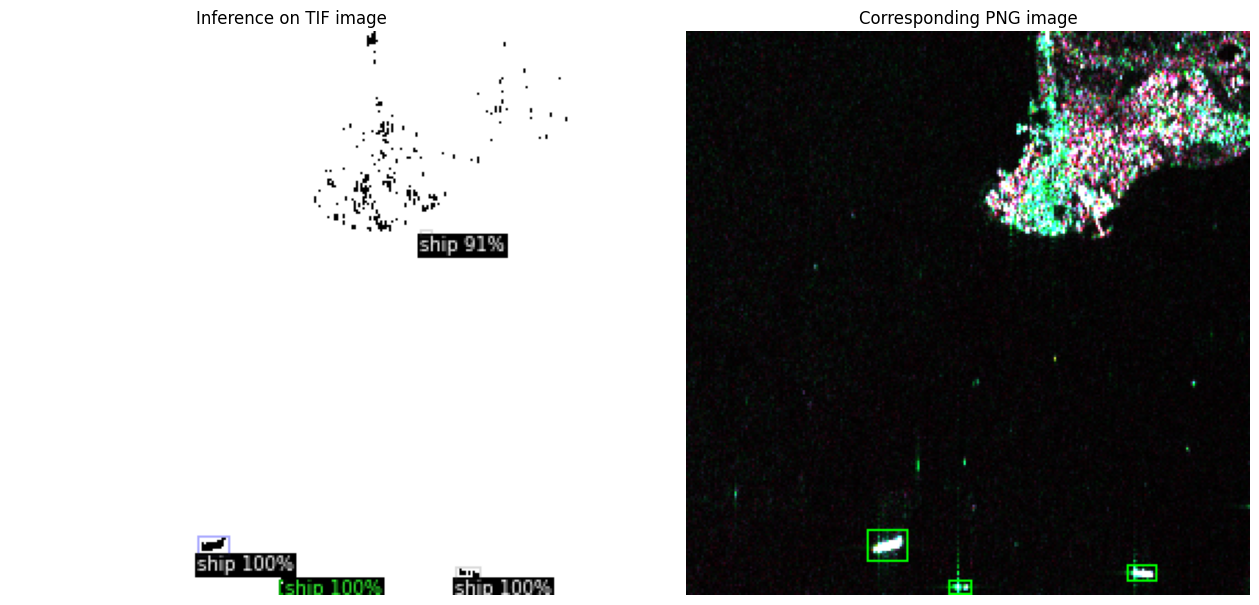 Inference on TIF image
Corresponding PNG image
ship 91%
ship 100%
ship 100%
ship 100%